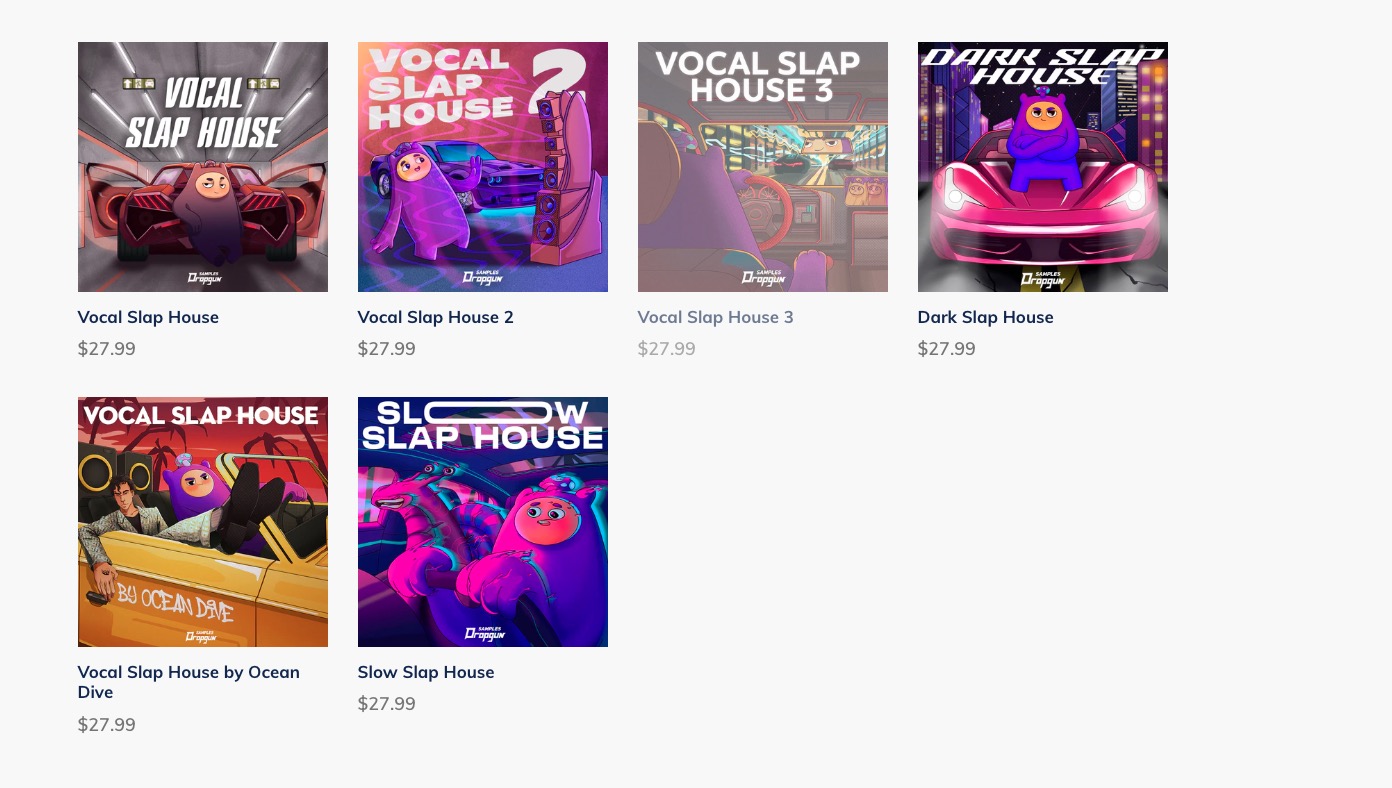 VOCAL
SLAP HOUSE
SAMPLES
Dropgun
VOCAL
SLAP
HOUSE
2
SAMPLES
Dropgun
VOCAL SLAP
HOUSE 3
SAMPLES
Dropgun
DARK SLAP
HOUSE
SAMPLES
Dropgun
Vocal Slap House
$27.99
Vocal Slap House 2
$27.99
Vocal Slap House 3
$27.99
Dark Slap House
$27.99
VOCAL SLAP HOUSE
BY OCEAN DIVE
SAMPLES
Dropgun
SLOW
SLAP HOUSE
SAMPLES
Dropgun
Vocal Slap House by Ocean
Dive
$27.99
Slow Slap House
$27.99